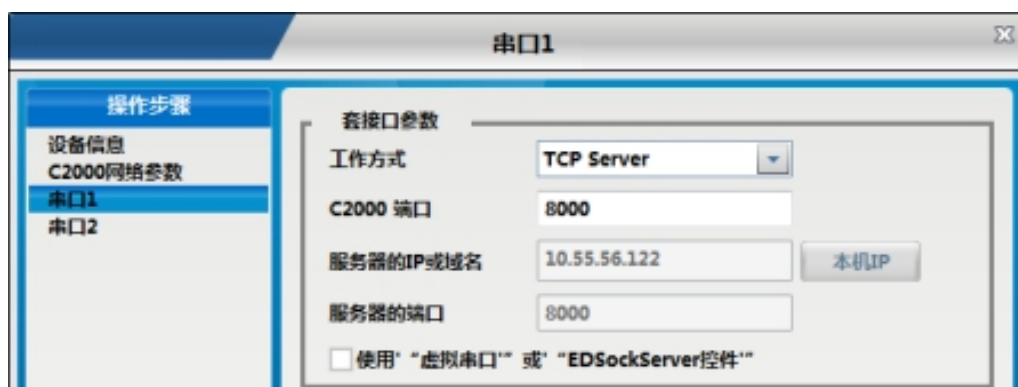 串口1
操作步骤
设备信息
C2000网络参数
串口1
串口2
套接口参数
工作方式 TCP Server
C2000 端口 8000
服务器的IP或域名 10.55.56.122 本机IP
服务器的端口 8000
使用' “虚拟串口'” 或' “EDSockServer控件'”